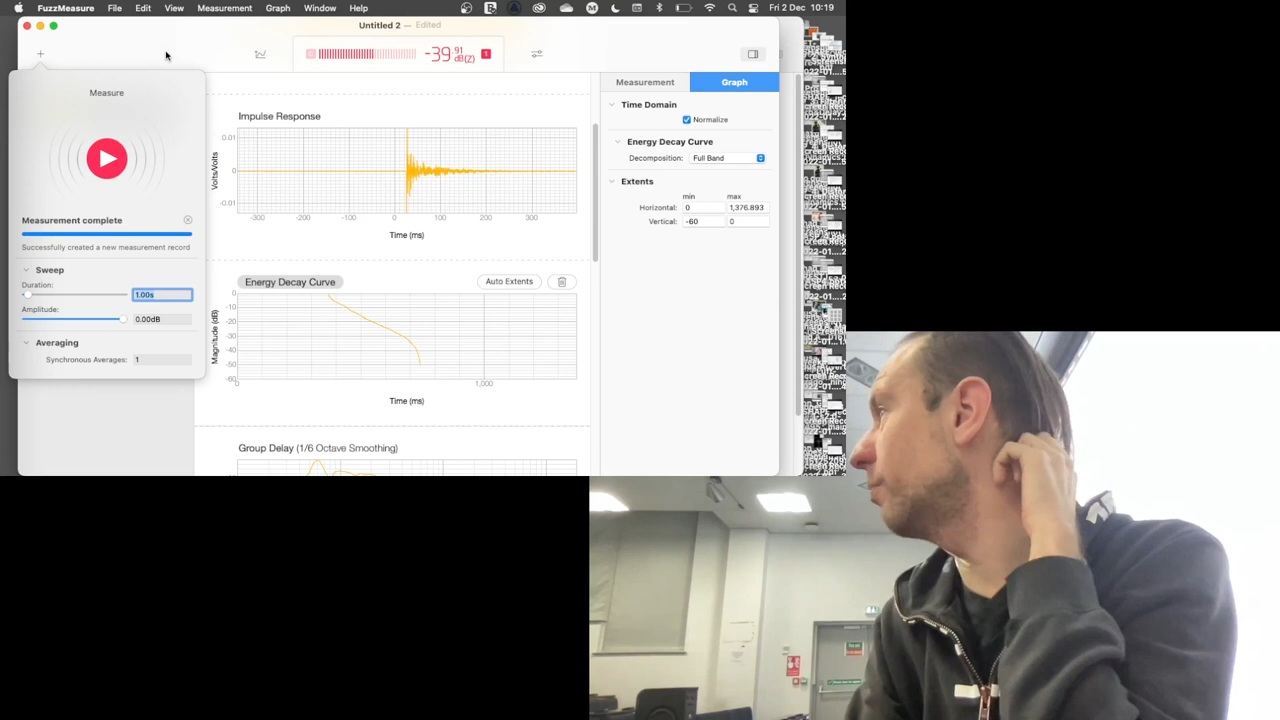 FuzzMeasure File Edit View Measurement Graph Window Help Fri 2 Dec 10:19
Untitled 2 — Edited
-39 .91 dB(Z) 1
Measure
Measurement complete
Successfully created a new measurement record
Sweep
Duration:
1.00s
Amplitude:
0.00dB
Averaging
Synchronous Averages: 1
Impulse Response
Volts/Volts
0.01
0
-0.01
-300 -200 -100 0 100 200 300
Time (ms)
Energy Decay Curve Auto Extents
Magnitude (dB)
0
-10
-20
-30
-40
-50
-60
0 1,000
Time (ms)
Group Delay (1/6 Octave Smoothing)
Measurement Graph
Time Domain
Normalize
Energy Decay Curve
Decomposition: Full Band
Extents
min max
Horizontal: 0 1,376.893
Vertical: -60 0